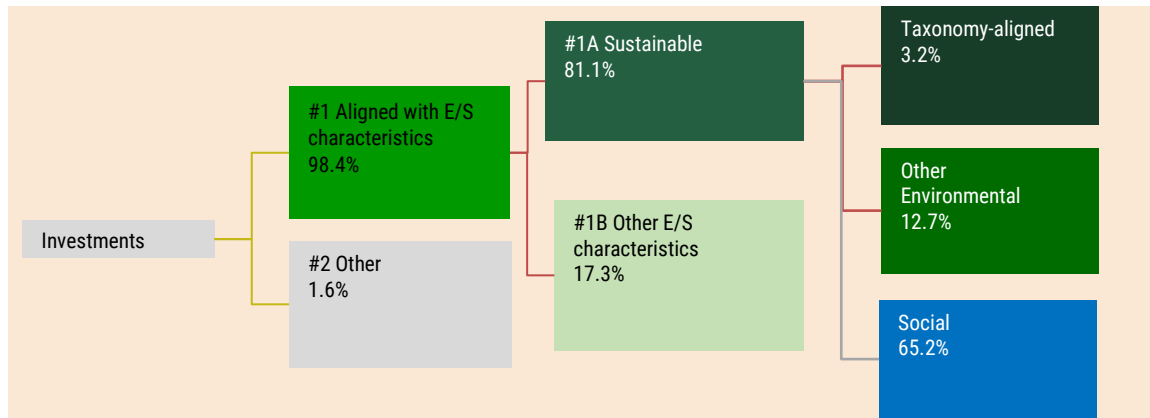 Investments
#1 Aligned with E/S
characteristics
98.4%
#2 Other
1.6%
#1A Sustainable
81.1%
#1B Other E/S
characteristics
17.3%
Taxonomy-aligned
3.2%
Other
Environmental
12.7%
Social
65.2%